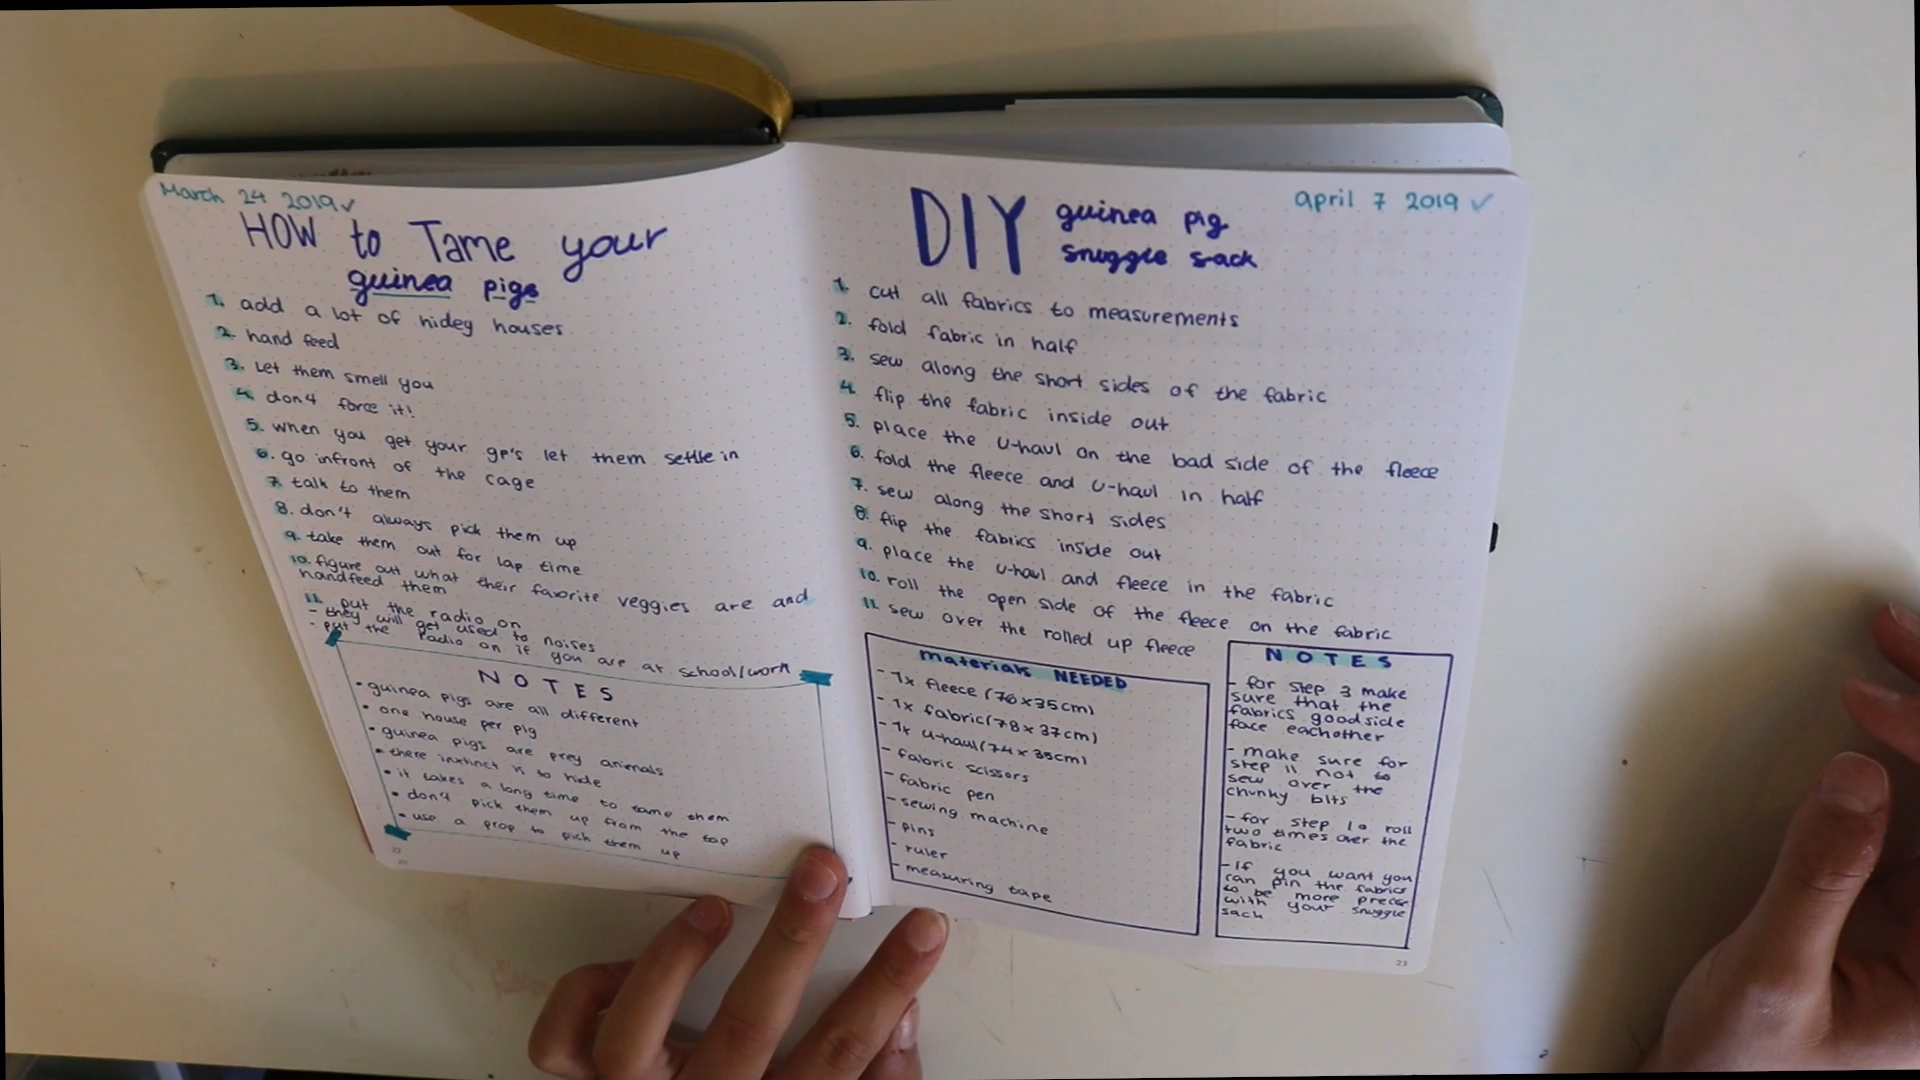 March 24 2019✓
HOW to Tame your
guinea pigs
1. add a lot of hidey houses
2. hand feed
3. Let them smell you
4. don4 force it!
5. when you get your gp's let them settle in
6. go infront of the cage
7. talk to them
8. don't always pick them up
9. take them out for lap time
10. figure out what their favorite veggies are and
handfeed them
11. put the radio on
- they will get used to noises
- put the radio on if you are at school/work
NOTES
• guinea pigs are all different
• one house per pig
• guinea pigs are prey animals
• there instinct is to hide
• it takes a long time to tame them
• don4 pick them up from the top
• use a prop to pick them up
22
april 7 2019 ✓
DIY guinea pig
snuggle sack
1. cut all fabrics to measurements
2. fold fabric in half
3. sew along the short sides of the fabric
4. flip the fabric inside out
5. place the U-haul on the bad side of the fleece
6. fold the fleece and U-haul in half
7. sew along the short sides
8. flip the fabrics inside out
9. place the U-haul and fleece in the fabric
10. roll the open side of the fleece on the fabric
11. sew over the rolled up fleece
materials NEEDED
- 1x fleece (76x35cm)
- 1x fabric (78x37cm)
- 1x u-haul (74x35cm)
- fabric scissors
- fabric pen
- sewing machine
- pins
- ruler
- measuring tape
NOTES
- for step 3 make
sure that the
fabrics goodside
face eachother
- make sure for
step 11 not to
sew over the
chunky bits
- for step 10 roll
two times over the
fabric
- if you want you
can pin the fabrics
to be more precise
with your snuggle
sack
23